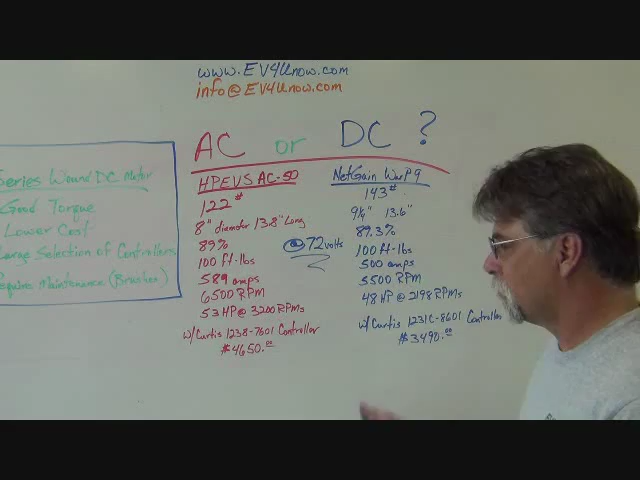 www.EV4Unow.com
info@EV4Unow.com
AC or DC ?
Series Wound DC Motor
Good Torque
Lower Cost
Large Selection of Controllers
Require Maintenance (Brushes)
HPEVS AC-50
122#
8" diameter 13.8" Long
89%
100 ft-lbs
589 amps
6500 RPM
53 HP @ 3200 RPMs
w/Curtis 1238-7601 Controller
$4650.00
@ 72 volts
NetGain WarP 9
143#
9¼" 13.6"
89.3%
100 ft-lbs
500 amps
5500 RPM
48 HP @ 2198 RPMs
w/Curtis 1231C-8601 Controller
$3490.00